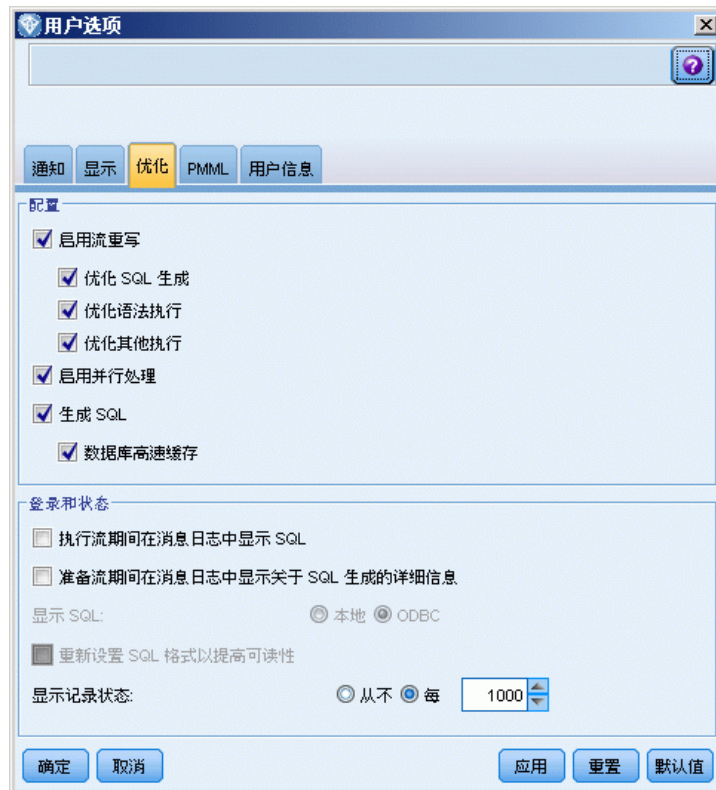 用户选项
通知 显示 优化 PMML 用户信息
配置
启用流重写
优化 SQL 生成
优化语法执行
优化其他执行
启用并行处理
生成 SQL
数据库高速缓存
登录和状态
执行流期间在消息日志中显示 SQL
准备流期间在消息日志中显示关于 SQL 生成的详细信息
显示 SQL: 本地 ODBC
重新设置 SQL 格式以提高可读性
显示记录状态: 从不 每 1000
确定 取消 应用 重置 默认值